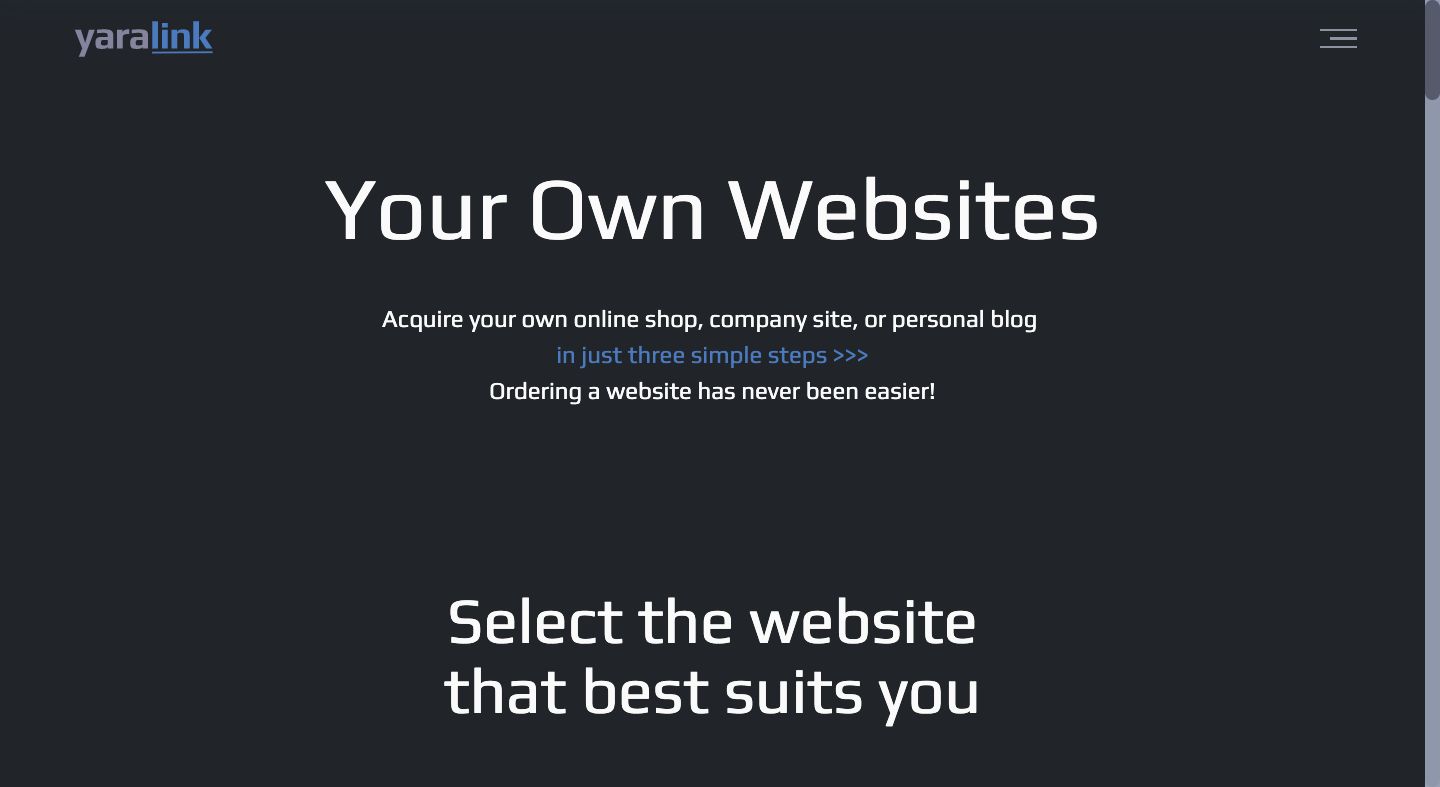 yaralink
Your Own Websites
Acquire your own online shop, company site, or personal blog
in just three simple steps >>>
Ordering a website has never been easier!
Select the website
that best suits you